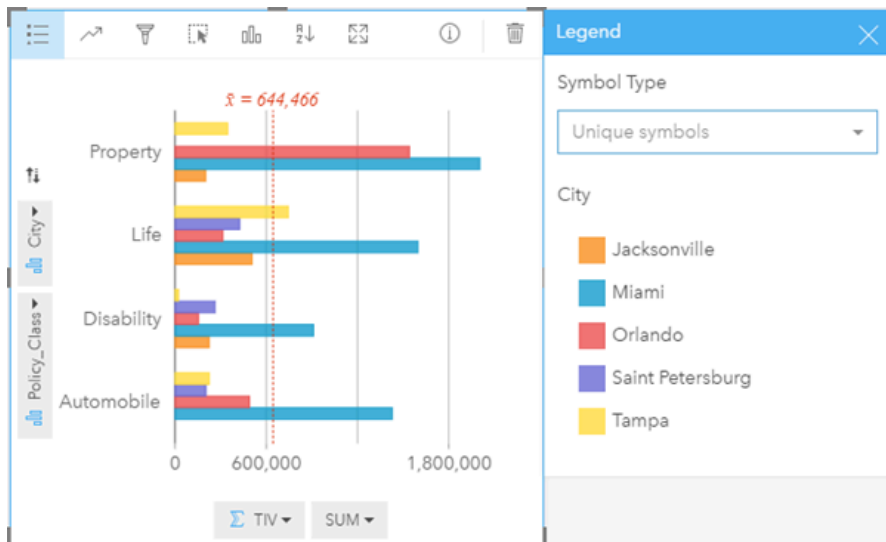 Legend
x̄ = 644,466
Symbol Type
Unique symbols
Property
City
City
Life
Jacksonville
Miami
Disability
Orlando
Policy_Class
Saint Petersburg
Automobile
Tampa
0 600,000 1,800,000
Σ TIV SUM